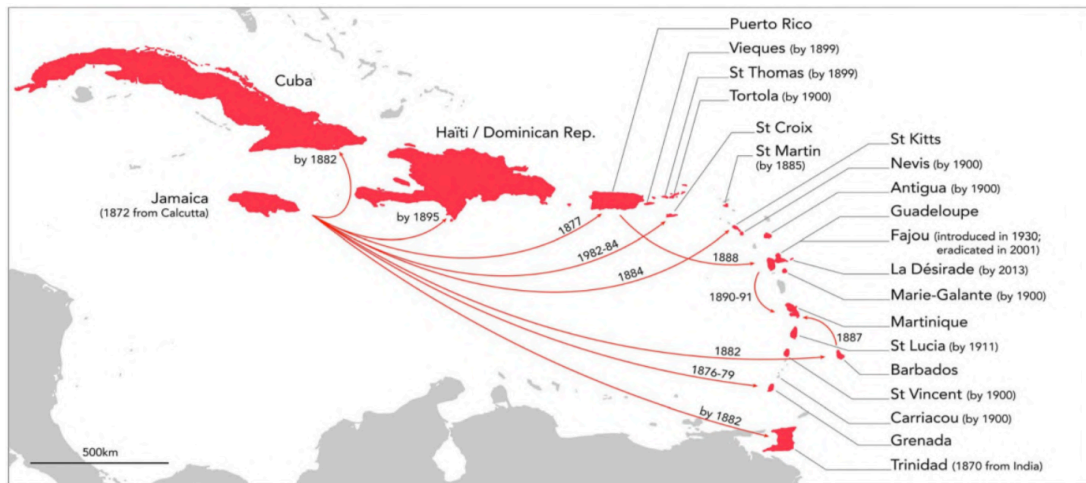 Puerto Rico
Vieques (by 1899)
St Thomas (by 1899)
Tortola (by 1900)
Cuba
St Croix
Haïti / Dominican Rep.
St Martin
(by 1885)
St Kitts
by 1882
Nevis (by 1900)
Jamaica
(1872 from Calcutta)
Antigua (by 1900)
by 1895
Guadeloupe
1877
Fajou (introduced in 1930;
eradicated in 2001)
1982-84
1888
La Désirade (by 2013)
1884
1890-91
Marie-Galante (by 1900)
Martinique
1887
St Lucia (by 1911)
1882
Barbados
1876-79
St Vincent (by 1900)
by 1882
Carriacou (by 1900)
Grenada
500km
Trinidad (1870 from India)